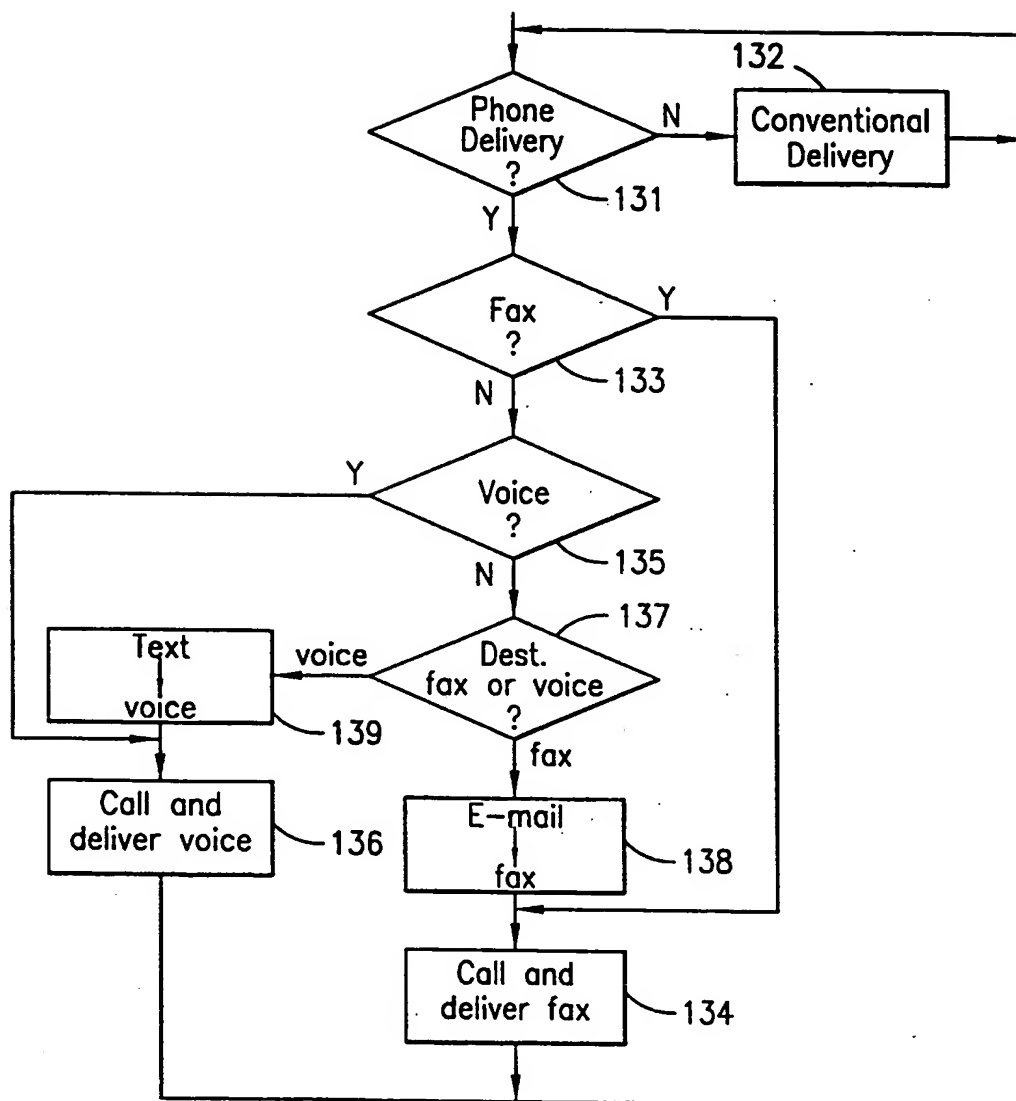 132
Phone
Delivery
?
N
Conventional
Delivery
131
Y
Fax
?
Y
133
N
Y
Voice
?
135
N
137
Text
voice
voice
Dest.
fax or voice
?
139
fax
Call and
deliver voice
136
E-mail
fax
138
Call and
deliver fax
134